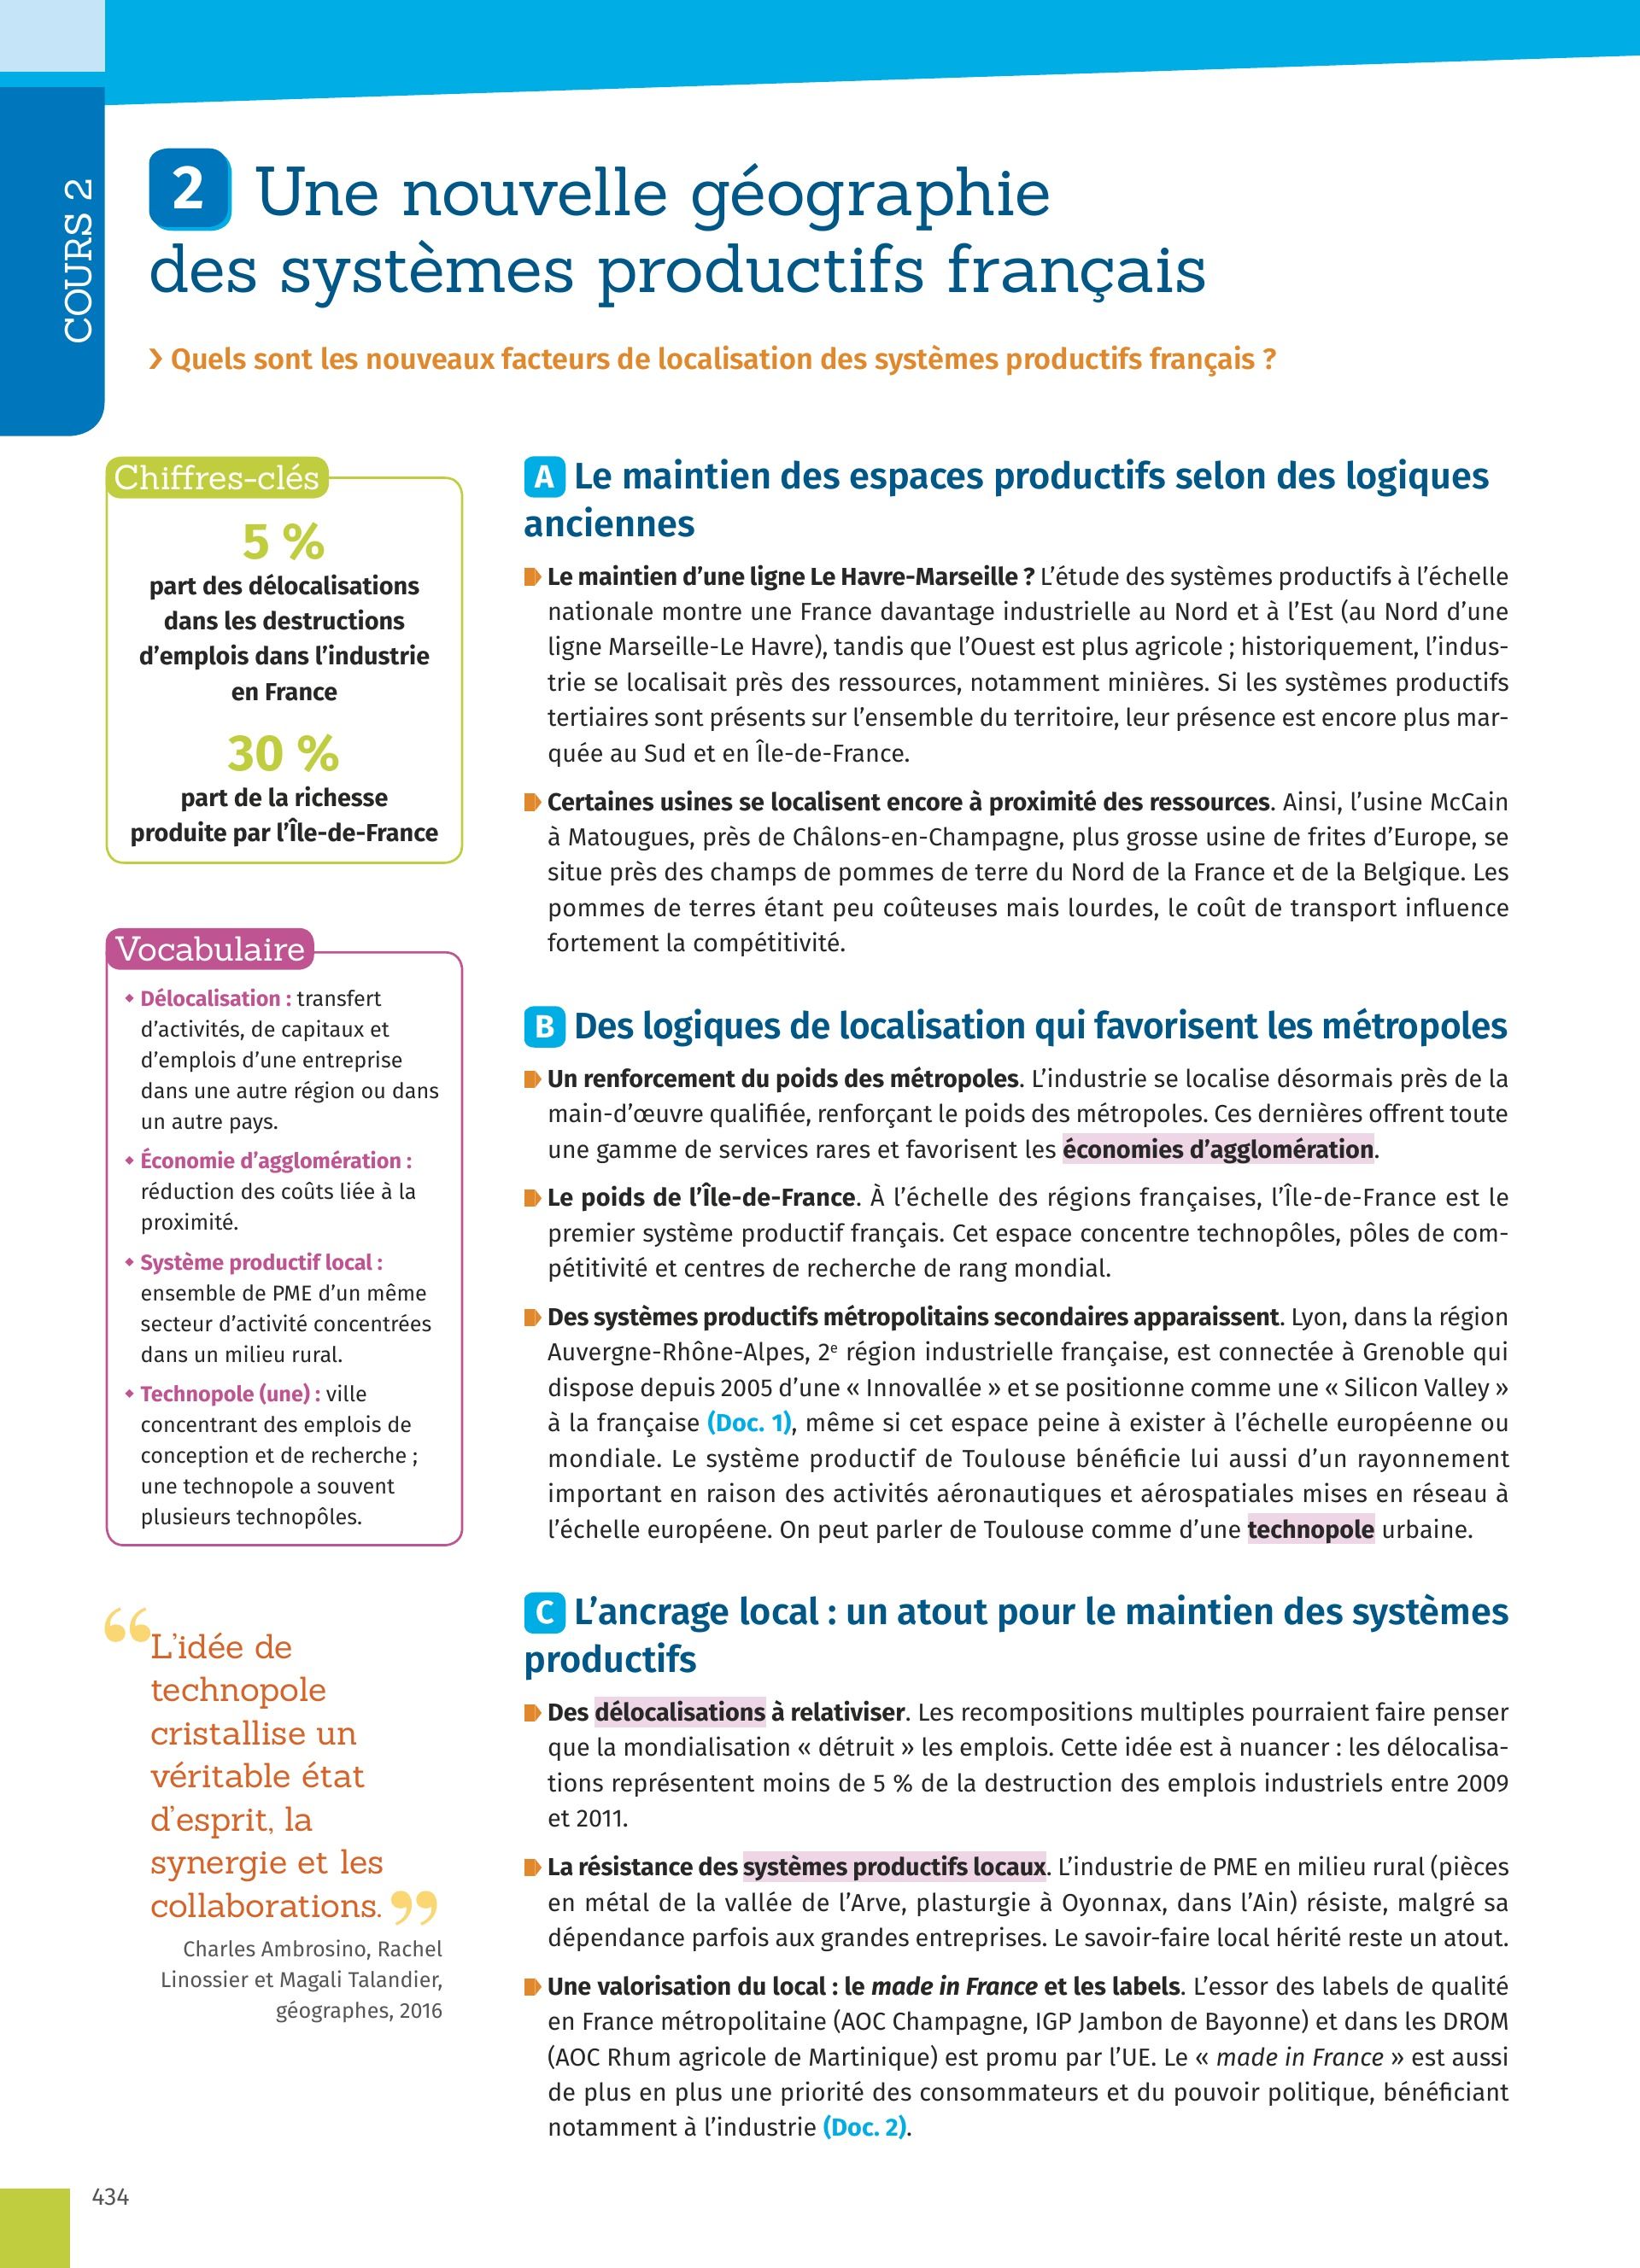 COURS 2
2 Une nouvelle géographie
des systèmes productifs français
› Quels sont les nouveaux facteurs de localisation des systèmes productifs français ?
Chiffres-clés
5 %
part des délocalisations
dans les destructions
d’emplois dans l’industrie
en France
30 %
part de la richesse
produite par l’Île-de-France
Vocabulaire
Délocalisation : transfert
d’activités, de capitaux et
d’emplois d’une entreprise
dans une autre région ou dans
un autre pays.
Économie d’agglomération :
réduction des coûts liée à la
proximité.
Système productif local :
ensemble de PME d’un même
secteur d’activité concentrées
dans un milieu rural.
Technopole (une) : ville
concentrant des emplois de
conception et de recherche ;
une technopole a souvent
plusieurs technopôles.
“L’idée de
technopole
cristallise un
véritable état
d’esprit, la
synergie et les
collaborations.”
Charles Ambrosino, Rachel
Linossier et Magali Talandier,
géographes, 2016
A Le maintien des espaces productifs selon des logiques
anciennes
Le maintien d’une ligne Le Havre-Marseille ? L’étude des systèmes productifs à l’échelle
nationale montre une France davantage industrielle au Nord et à l’Est (au Nord d’une
ligne Marseille-Le Havre), tandis que l’Ouest est plus agricole ; historiquement, l’indus-
trie se localisait près des ressources, notamment minières. Si les systèmes productifs
tertiaires sont présents sur l’ensemble du territoire, leur présence est encore plus mar-
quée au Sud et en Île-de-France.
Certaines usines se localisent encore à proximité des ressources. Ainsi, l’usine McCain
à Matougues, près de Châlons-en-Champagne, plus grosse usine de frites d’Europe, se
situe près des champs de pommes de terre du Nord de la France et de la Belgique. Les
pommes de terres étant peu coûteuses mais lourdes, le coût de transport influence
fortement la compétitivité.
B Des logiques de localisation qui favorisent les métropoles
Un renforcement du poids des métropoles. L’industrie se localise désormais près de la
main-d’œuvre qualifiée, renforçant le poids des métropoles. Ces dernières offrent toute
une gamme de services rares et favorisent les économies d’agglomération.
Le poids de l’Île-de-France. À l’échelle des régions françaises, l’Île-de-France est le
premier système productif français. Cet espace concentre technopôles, pôles de com-
pétitivité et centres de recherche de rang mondial.
Des systèmes productifs métropolitains secondaires apparaissent. Lyon, dans la région
Auvergne-Rhône-Alpes, 2e région industrielle française, est connectée à Grenoble qui
dispose depuis 2005 d’une « Innovallée » et se positionne comme une « Silicon Valley »
à la française (Doc. 1), même si cet espace peine à exister à l’échelle européenne ou
mondiale. Le système productif de Toulouse bénéficie lui aussi d’un rayonnement
important en raison des activités aéronautiques et aérospatiales mises en réseau à
l’échelle européene. On peut parler de Toulouse comme d’une technopole urbaine.
C L’ancrage local : un atout pour le maintien des systèmes
productifs
Des délocalisations à relativiser. Les recompositions multiples pourraient faire penser
que la mondialisation « détruit » les emplois. Cette idée est à nuancer : les délocalisa-
tions représentent moins de 5 % de la destruction des emplois industriels entre 2009
et 2011.
La résistance des systèmes productifs locaux. L’industrie de PME en milieu rural (pièces
en métal de la vallée de l’Arve, plasturgie à Oyonnax, dans l’Ain) résiste, malgré sa
dépendance parfois aux grandes entreprises. Le savoir-faire local hérité reste un atout.
Une valorisation du local : le made in France et les labels. L’essor des labels de qualité
en France métropolitaine (AOC Champagne, IGP Jambon de Bayonne) et dans les DROM
(AOC Rhum agricole de Martinique) est promu par l’UE. Le « made in France » est aussi
de plus en plus une priorité des consommateurs et du pouvoir politique, bénéficiant
notamment à l’industrie (Doc. 2).
434